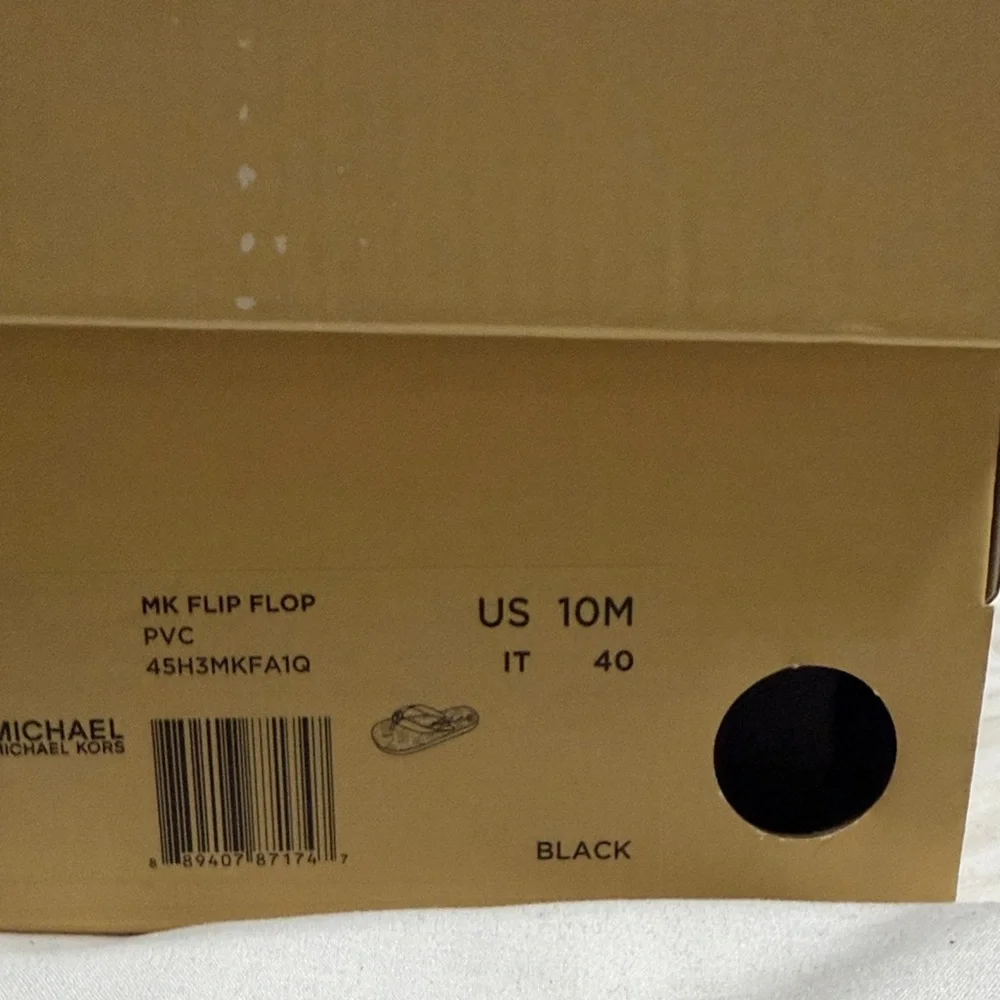 MK FLIP FLOP
PVC
45H3MKFA1Q
US 10M
IT 40
MICHAEL
MICHAEL KORS
8 89407 87174 7
BLACK